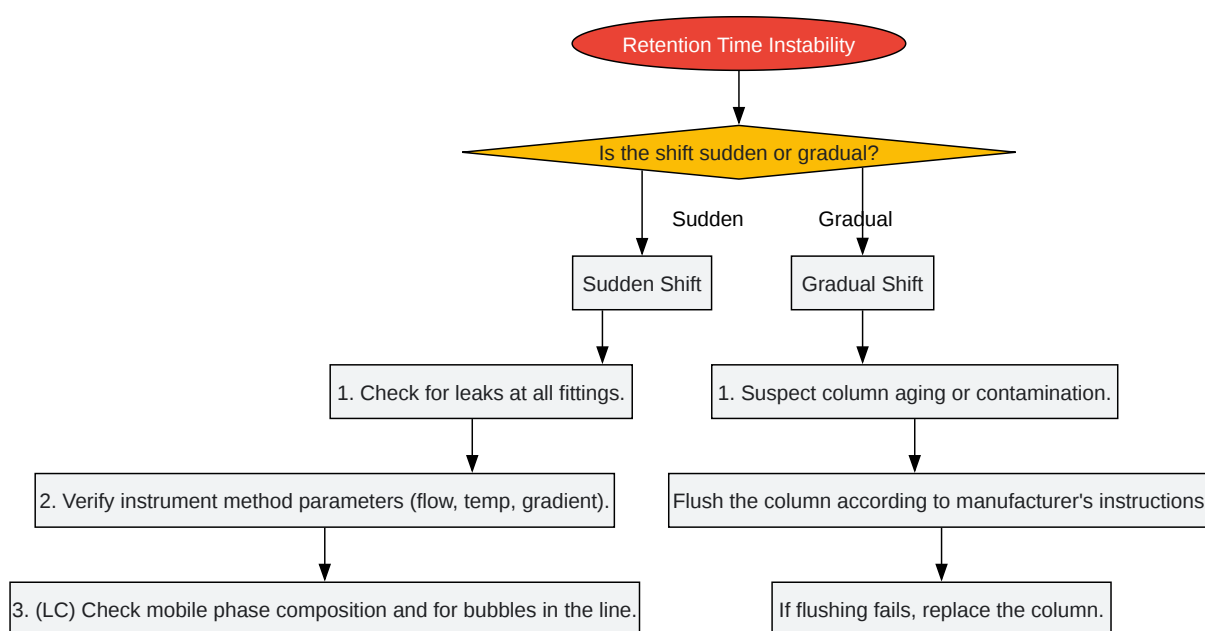 Retention Time Instability
Is the shift sudden or gradual?
Sudden
Gradual
Sudden Shift
Gradual Shift
1. Check for leaks at all fittings.
1. Suspect column aging or contamination.
2. Verify instrument method parameters (flow, temp, gradient).
Flush the column according to manufacturer's instructions
3. (LC) Check mobile phase composition and for bubbles in the line.
If flushing fails, replace the column.